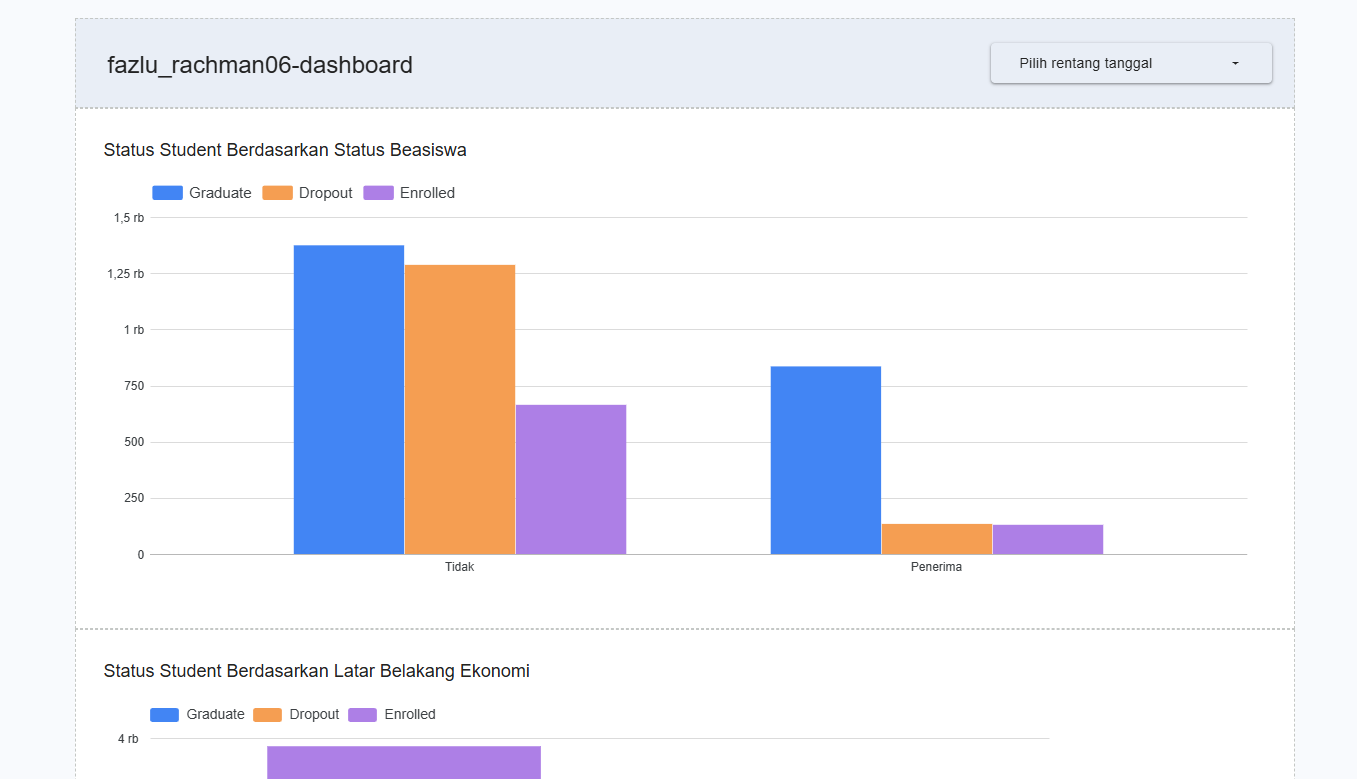 fazlu_rachman06-dashboard
Pilih rentang tanggal
Status Student Berdasarkan Status Beasiswa
Graduate Dropout Enrolled
1,5 rb
1,25 rb
1 rb
750
500
250
0
Tidak Penerima
Status Student Berdasarkan Latar Belakang Ekonomi
Graduate Dropout Enrolled
4 rb